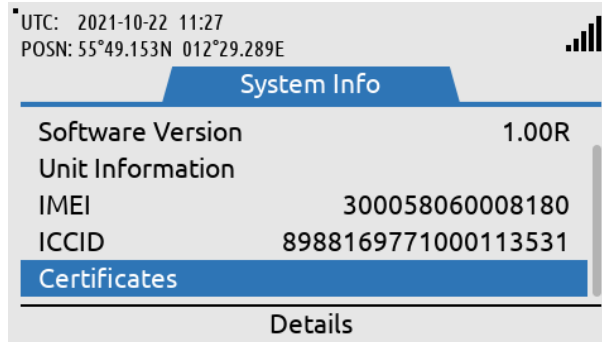 UTC: 2021-10-22 11:27
POSN: 55°49.153N 012°29.289E
System Info
Software Version 1.00R
Unit Information
IMEI 300058060008180
ICCID 8988169771000113531
Certificates
Details